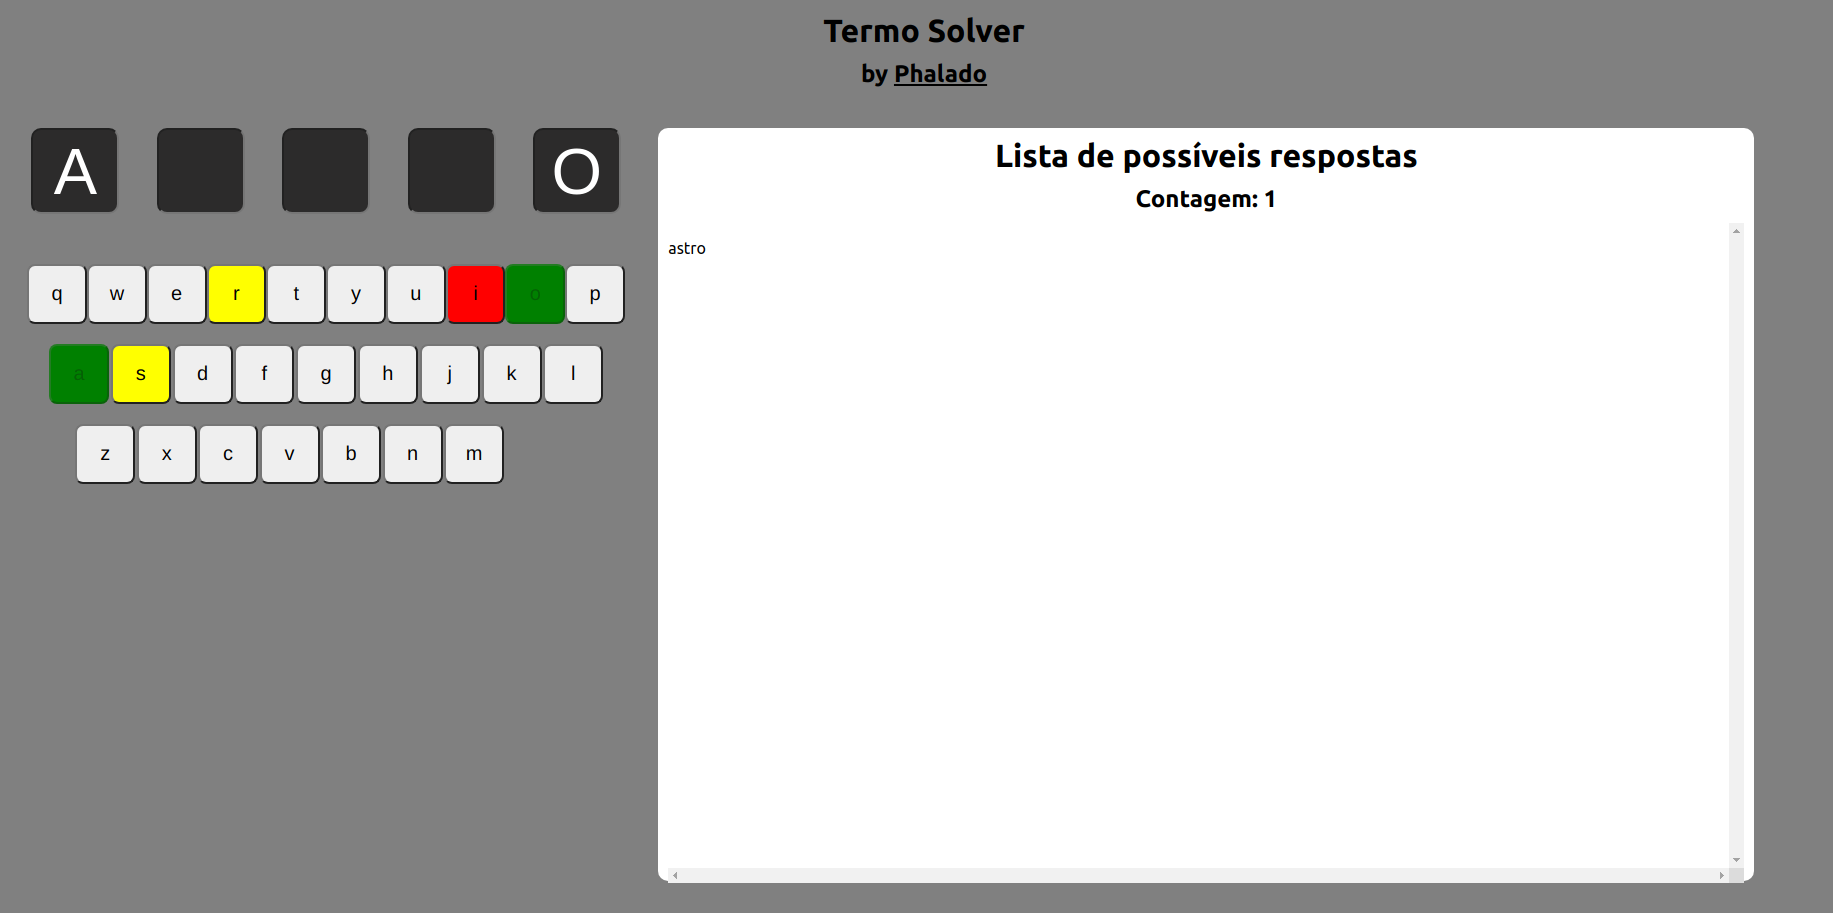 Termo Solver
by Phalado
A O
Lista de possíveis respostas
Contagem: 1
astro
q w e r t y u i o p
a s d f g h j k l
z x c v b n m